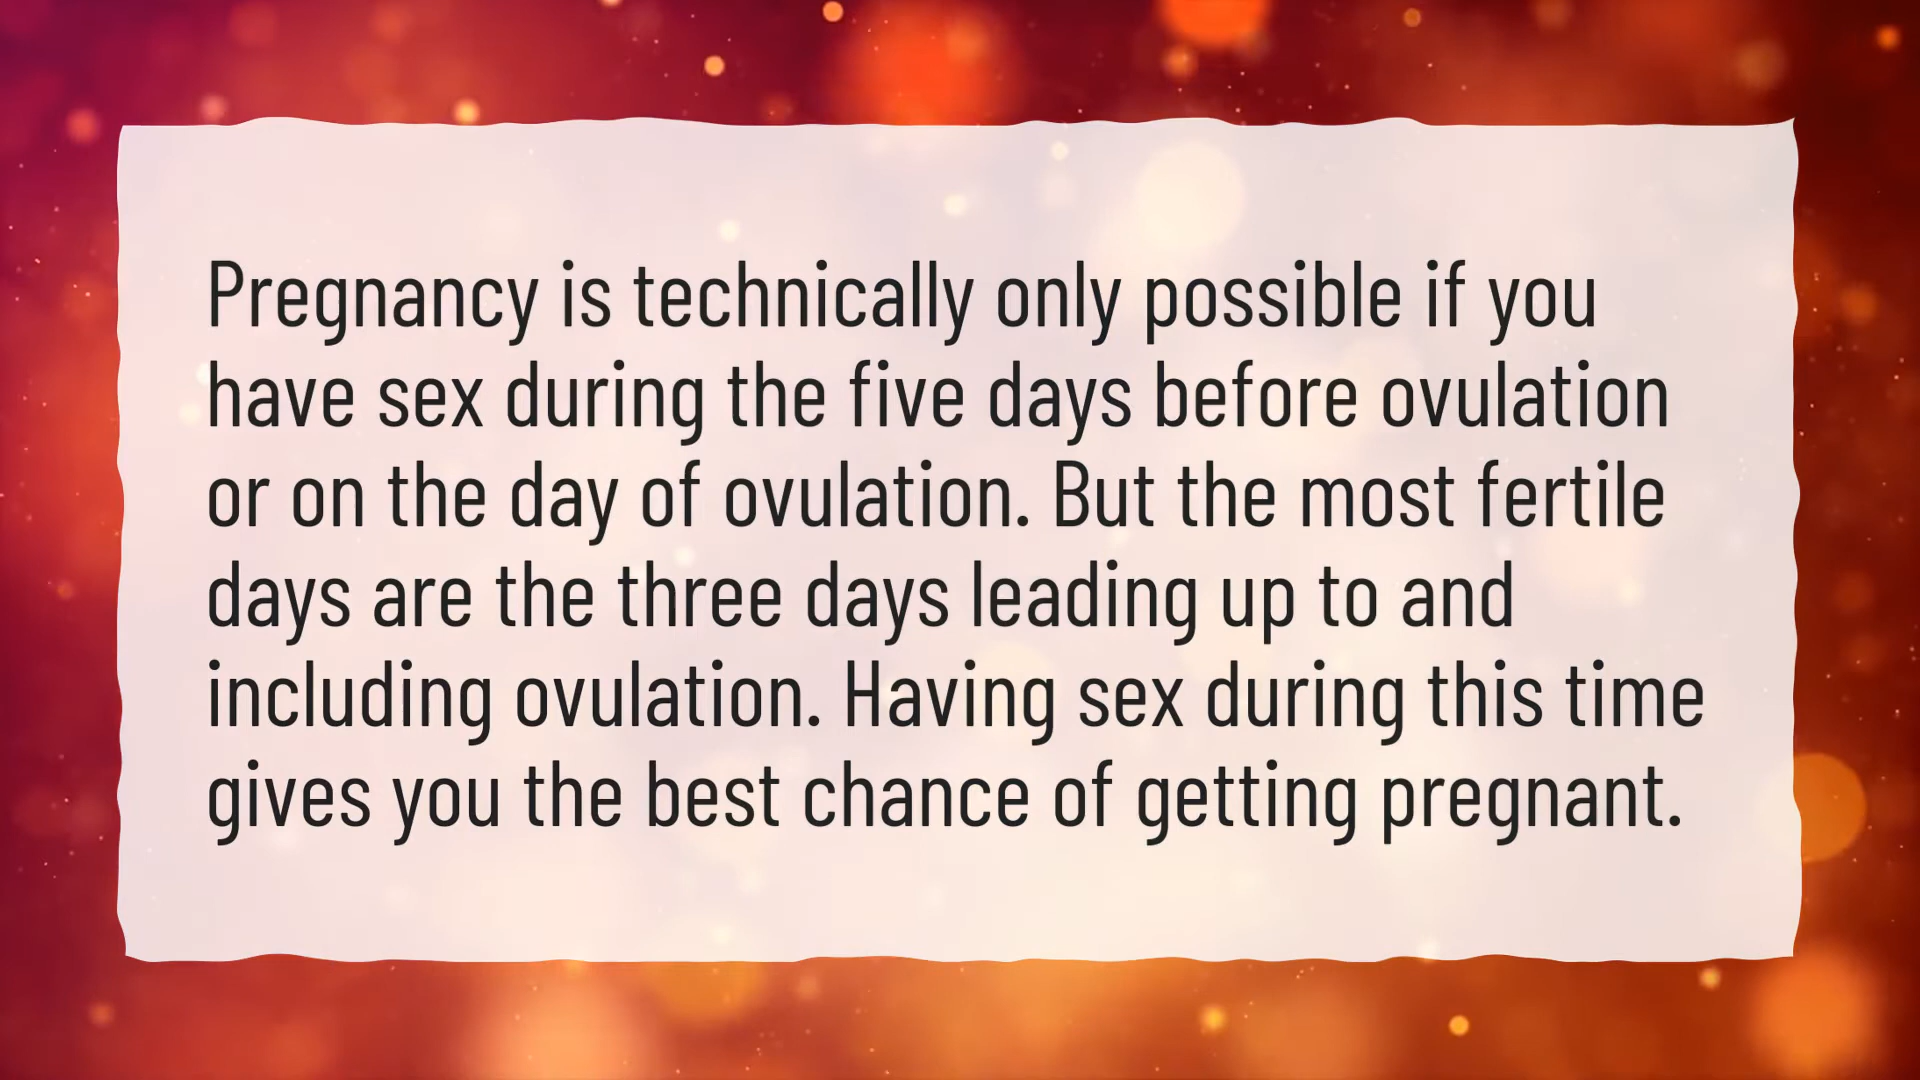 Pregnancy is technically only possible if you
have sex during the five days before ovulation
or on the day of ovulation. But the most fertile
days are the three days leading up to and
including ovulation. Having sex during this time
gives you the best chance of getting pregnant.